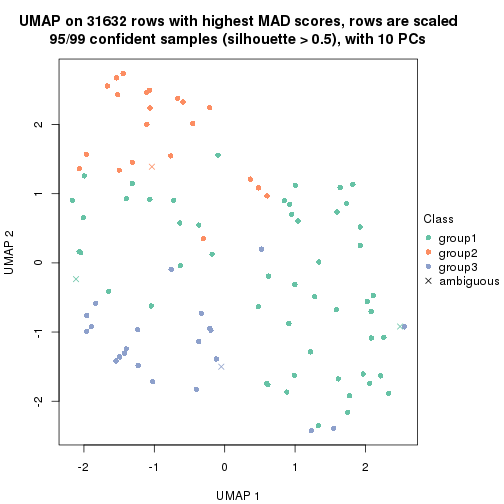 UMAP on 31632 rows with highest MAD scores, rows are scaled
95/99 confident samples (silhouette > 0.5), with 10 PCs
2
1
0
-1
-2
UMAP 2
-2
-1
0
1
2
UMAP 1
Class
group1
group2
group3
ambiguous